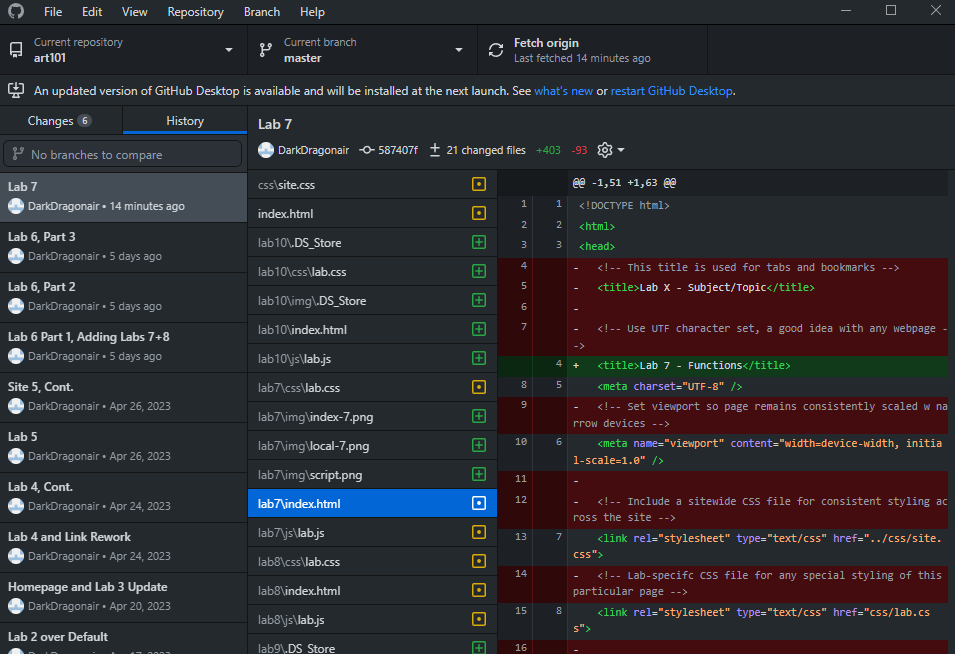 File Edit View Repository Branch Help
Current repository
art101
Current branch
master
Fetch origin
Last fetched 14 minutes ago
An updated version of GitHub Desktop is available and will be installed at the next launch. See what's new or restart GitHub Desktop.
Changes 6
History
No branches to compare
Lab 7
DarkDragonair • 14 minutes ago
Lab 6, Part 3
DarkDragonair • 5 days ago
Lab 6, Part 2
DarkDragonair • 5 days ago
Lab 6 Part 1, Adding Labs 7+8
DarkDragonair • 5 days ago
Site 5, Cont.
DarkDragonair • Apr 26, 2023
Lab 5
DarkDragonair • Apr 26, 2023
Lab 4, Cont.
DarkDragonair • Apr 24, 2023
Lab 4 and Link Rework
DarkDragonair • Apr 24, 2023
Homepage and Lab 3 Update
DarkDragonair • Apr 20, 2023
Lab 2 over Default
Lab 7
DarkDragonair 587407f 21 changed files +403 -93
css\site.css
index.html
lab10\.DS_Store
lab10\css\lab.css
lab10\img\.DS_Store
lab10\index.html
lab10\js\lab.js
lab7\css\lab.css
lab7\img\index-7.png
lab7\img\local-7.png
lab7\img\script.png
lab7\index.html
lab7\js\lab.js
lab8\css\lab.css
lab8\index.html
lab8\js\lab.js
lab9\.DS_Store
@@ -1,51 +1,63 @@
1 1 <!DOCTYPE html>
2 2 <html>
3 3 <head>
4 - <!-- This title is used for tabs and bookmarks -->
5 - <title>Lab X - Subject/Topic</title>
6 -
7 - <!-- Use UTF character set, a good idea with any webpage -
->
4 + <title>Lab 7 - Functions</title>
8 5 <meta charset="UTF-8" />
9 - <!-- Set viewport so page remains consistently scaled w na
rrow devices -->
10 6 <meta name="viewport" content="width=device-width, initia
l-scale=1.0" />
11 -
12 - <!-- Include a sitewide CSS file for consistent styling ac
ross the site -->
13 7 <link rel="stylesheet" type="text/css" href="../css/site.
css">
14 - <!-- Lab-specifc CSS file for any special styling of this
particular page -->
15 8 <link rel="stylesheet" type="text/css" href="css/lab.cs
s">
16 -